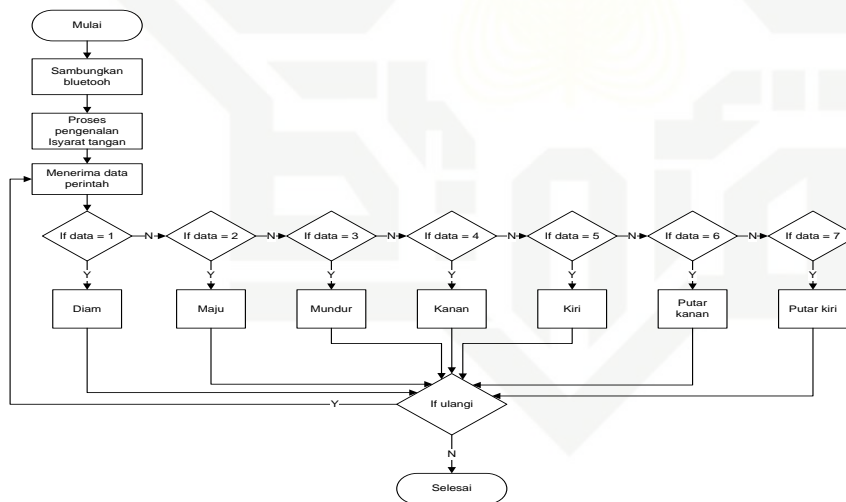 Mulai
Sambungkan
bluetooh
Proses
pengenalan
Isyarat tangan
Menerima data
perintah
If data = 1
N
If data = 2
N
If data = 3
N
If data = 4
N
If data = 5
N
If data = 6
N
If data = 7
Y
Y
Y
Y
Y
Y
Y
Diam
Maju
Mundur
Kanan
Kiri
Putar
kanan
Putar kiri
If ulangi
Y
N
Selesai